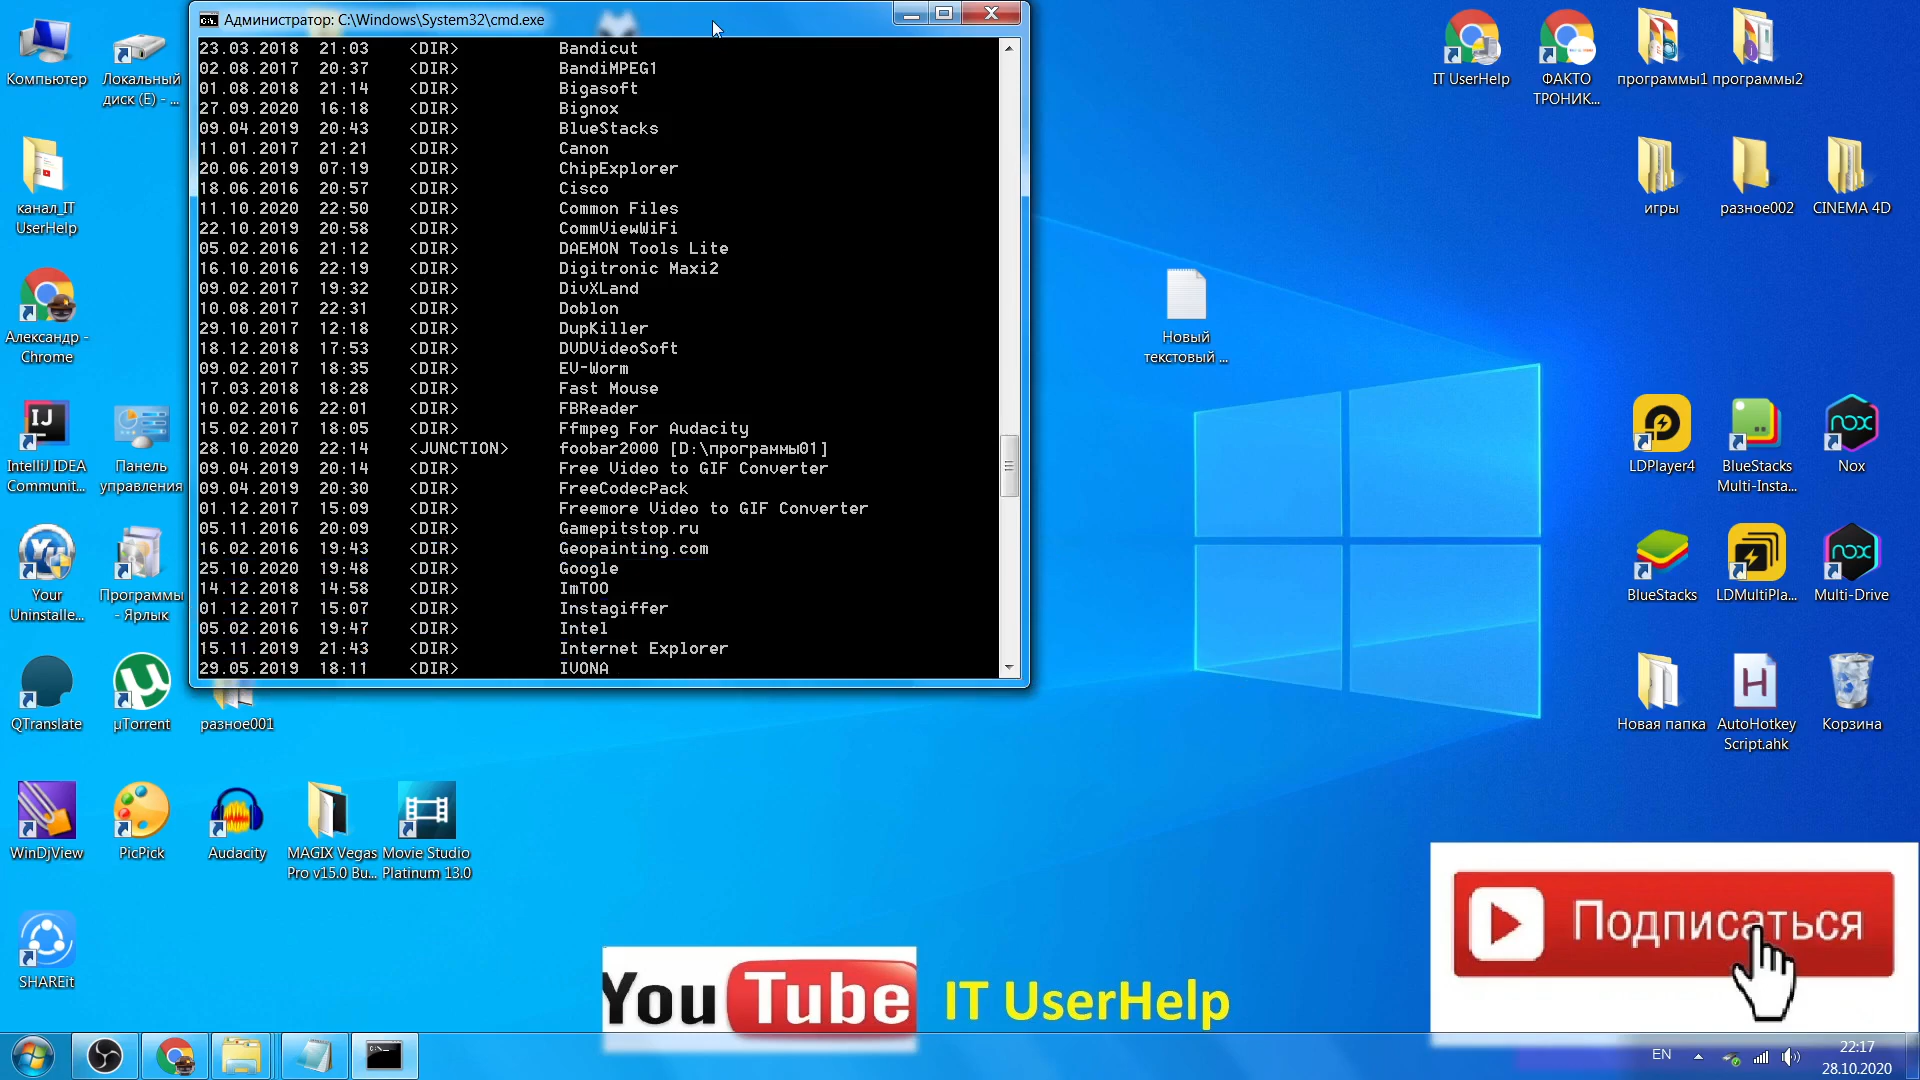 Администратор: C:\Windows\System32\cmd.exe
23.03.2018 21:03 <DIR> Bandicut
02.08.2017 20:37 <DIR> BandiMPEG1
01.08.2018 21:14 <DIR> Bigasoft
27.09.2020 16:18 <DIR> Bignox
09.04.2019 20:43 <DIR> BlueStacks
11.01.2017 21:21 <DIR> Canon
20.06.2019 07:19 <DIR> ChipExplorer
18.06.2016 20:57 <DIR> Cisco
11.10.2020 22:50 <DIR> Common Files
22.10.2019 20:58 <DIR> CommViewWiFi
05.02.2016 21:12 <DIR> DAEMON Tools Lite
16.10.2016 22:19 <DIR> Digitronic Maxi2
09.02.2017 19:32 <DIR> DivXLand
10.08.2017 22:31 <DIR> Doblon
29.10.2017 12:18 <DIR> DupKiller
18.12.2018 17:53 <DIR> DVDVideoSoft
09.02.2017 18:35 <DIR> EV-Worm
17.03.2018 18:28 <DIR> Fast Mouse
10.02.2016 22:01 <DIR> FBReader
15.02.2017 18:05 <DIR> Ffmpeg For Audacity
28.10.2020 22:14 <JUNCTION> foobar2000 [D:\программы01]
09.04.2019 20:14 <DIR> Free Video to GIF Converter
09.04.2019 20:30 <DIR> FreeCodecPack
01.12.2017 15:09 <DIR> Freemore Video to GIF Converter
05.11.2016 20:09 <DIR> Gamepitstop.ru
16.02.2016 19:43 <DIR> Geopainting.com
25.10.2020 19:48 <DIR> Google
14.12.2018 14:58 <DIR> ImTOO
01.12.2017 15:07 <DIR> Instagiffer
05.02.2016 19:47 <DIR> Intel
15.11.2019 21:43 <DIR> Internet Explorer
29.05.2019 18:11 <DIR> IVONA
Компьютер
Локальный
диск (E) - ...
канал_IT
UserHelp
Александр -
Chrome
IntelliJ IDEA
Communit...
Панель
управления
Your
Uninstalle...
Программы
- Ярлык
QTranslate
µTorrent
разное001
WinDjView
PicPick
Audacity
MAGIX Vegas
Pro v15.0 Bu...
Movie Studio
Platinum 13.0
SHAREit
IT UserHelp
ФАКТО
ТРОНИК...
программы1
программы2
игры
разное002
CINEMA 4D
Новый
текстовый ...
LDPlayer4
BlueStacks
Multi-Insta...
Nox
BlueStacks
LDMultiPla...
Multi-Drive
Новая папка
AutoHotkey
Script.ahk
Корзина
IJ
Yu
nox
nox
H
Подписаться
YouTube
IT UserHelp
EN
22:17
28.10.2020